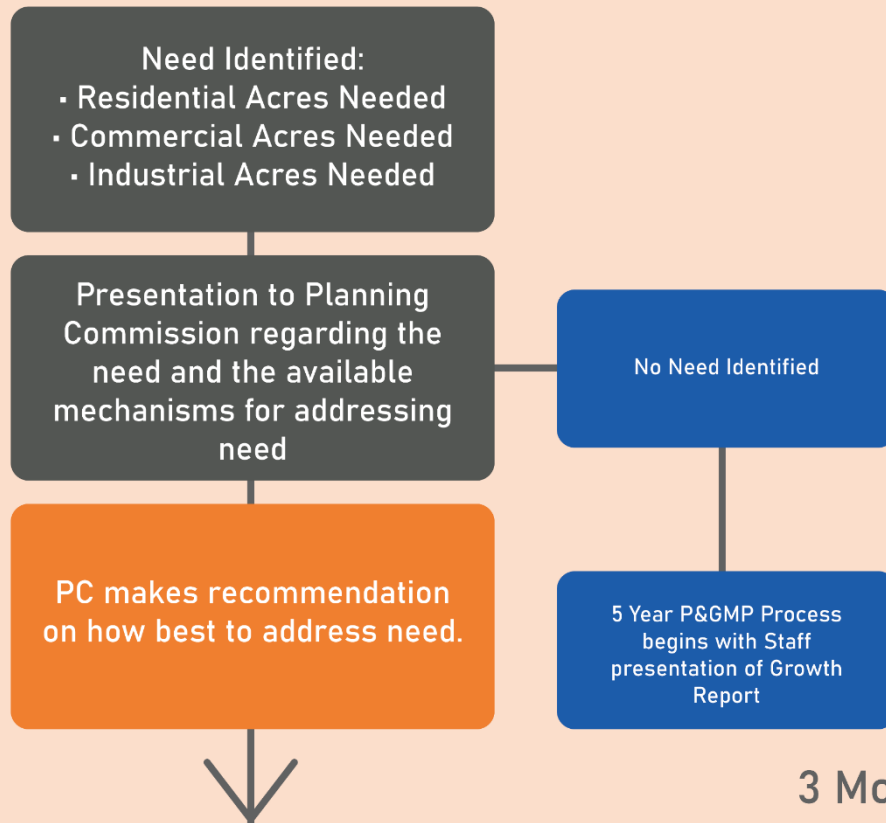 Need Identified:
▪ Residential Acres Needed
▪ Commercial Acres Needed
▪ Industrial Acres Needed
Presentation to Planning
Commission regarding the
need and the available
mechanisms for addressing
need
No Need Identified
PC makes recommendation
on how best to address need.
5 Year P&GMP Process
begins with Staff
presentation of Growth
Report
3